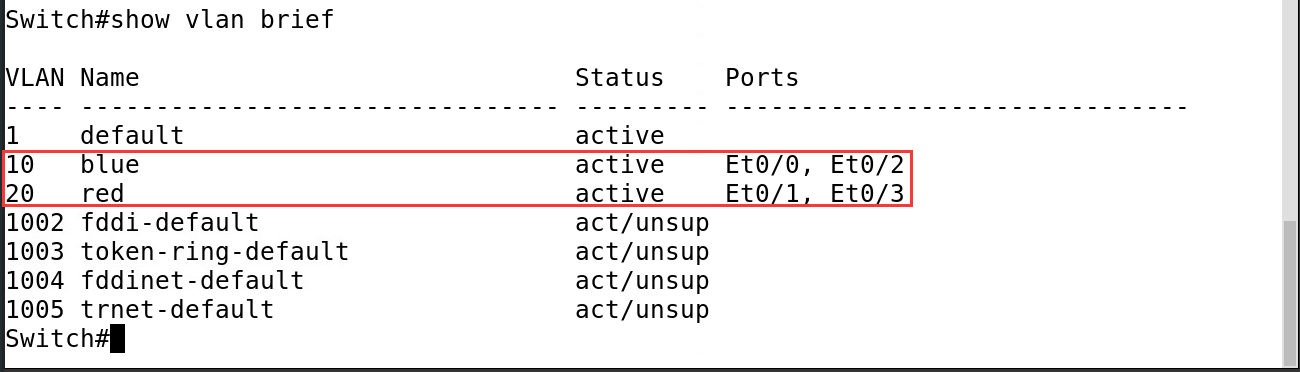 Switch#show vlan brief
VLAN Name                             Status    Ports
---- -------------------------------- --------- -------------------------------
1    default                          active
10   blue                             active    Et0/0, Et0/2
20   red                              active    Et0/1, Et0/3
1002 fddi-default                     act/unsup
1003 token-ring-default               act/unsup
1004 fddinet-default                  act/unsup
1005 trnet-default                    act/unsup
Switch#